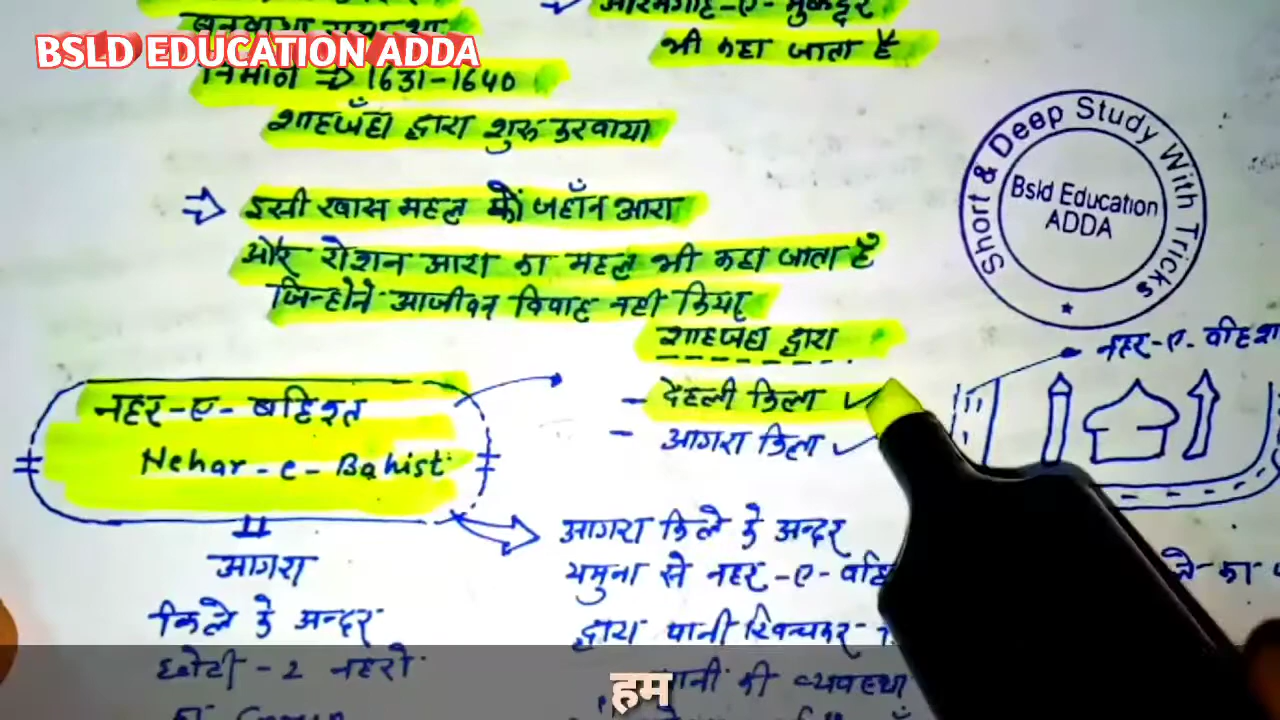 BSLD EDUCATION ADDA
भी कहा जाता है
निर्माण ⇒ 1631-1640
शाहजहाँ द्वारा शुरू करवाया
⇒ इसी खास महल को जहाँन आरा
और रोशन आरा का महल भी कहा जाता है
जिन्होने आजीवन विवाह नही किया
शाहजहा द्वारा
- देहली किला ✓
- आगरा किला ✓
नहर-ए-बहिश्त
Nehar-e-Bahist
आगरा
किले के अन्दर
छोटी-2 नहरो
आगरा किले के अन्दर
यमुना से नहर-ए-
द्वारा पानी खिन्चकर
पानी की व्यवस्था
नहर-ए-
Short & Deep Study With Tricks
Bsld Education
ADDA
हम